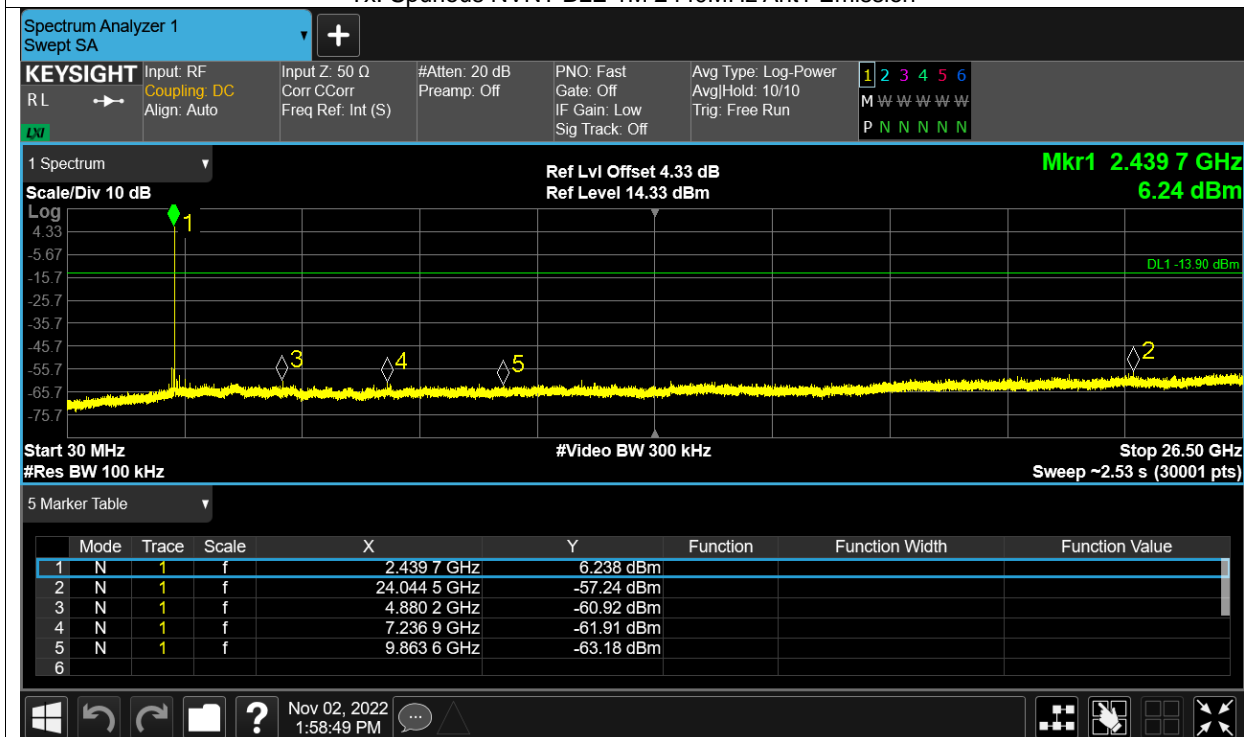 Tx. Spurious NVNT BLE 1M 2440MHz Ant1 Emission
Spectrum Analyzer 1
Swept SA
KEYSIGHT Input: RF Input Z: 50 Ω #Atten: 20 dB PNO: Fast Avg Type: Log-Power 1 2 3 4 5 6
RL Coupling: DC Corr CCorr Preamp: Off Gate: Off Avg|Hold: 10/10 M W W W W W
Align: Auto Freq Ref: Int (S) IF Gain: Low Trig: Free Run
LXI Sig Track: Off P N N N N N
1 Spectrum Ref Lvl Offset 4.33 dB Mkr1 2.439 7 GHz
Scale/Div 10 dB Ref Level 14.33 dBm 6.24 dBm
Log
1
4.33
-5.67
DL1 -13.90 dBm
-15.7
-25.7
-35.7
-45.7
3 4 5 2
-55.7
-65.7
-75.7
Start 30 MHz #Video BW 300 kHz Stop 26.50 GHz
#Res BW 100 kHz Sweep ~2.53 s (30001 pts)
5 Marker Table
Mode Trace Scale X Y Function Function Width Function Value
1 N 1 f 2.439 7 GHz 6.238 dBm
2 N 1 f 24.044 5 GHz -57.24 dBm
3 N 1 f 4.880 2 GHz -60.92 dBm
4 N 1 f 7.236 9 GHz -61.91 dBm
5 N 1 f 9.863 6 GHz -63.18 dBm
6
? Nov 02, 2022
1:58:49 PM